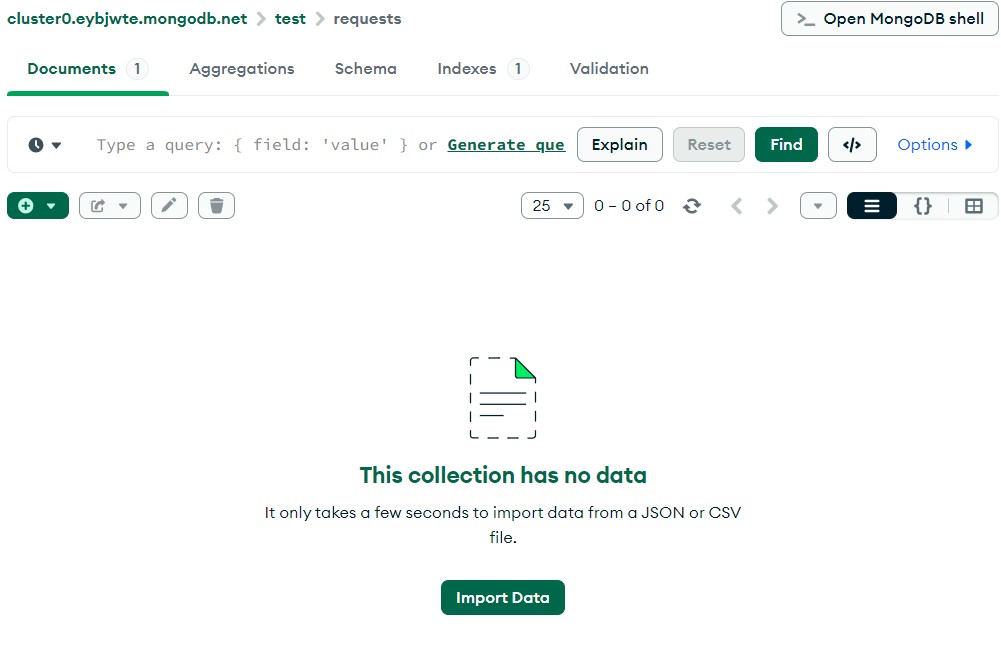 cluster0.eybjwte.mongodb.net > test > requests
>_ Open MongoDB shell
Documents 1 Aggregations Schema Indexes 1 Validation
Type a query: { field: 'value' } or Generate que Explain Reset Find </> Options
25 0 – 0 of 0 {}
This collection has no data
It only takes a few seconds to import data from a JSON or CSV
file.
Import Data